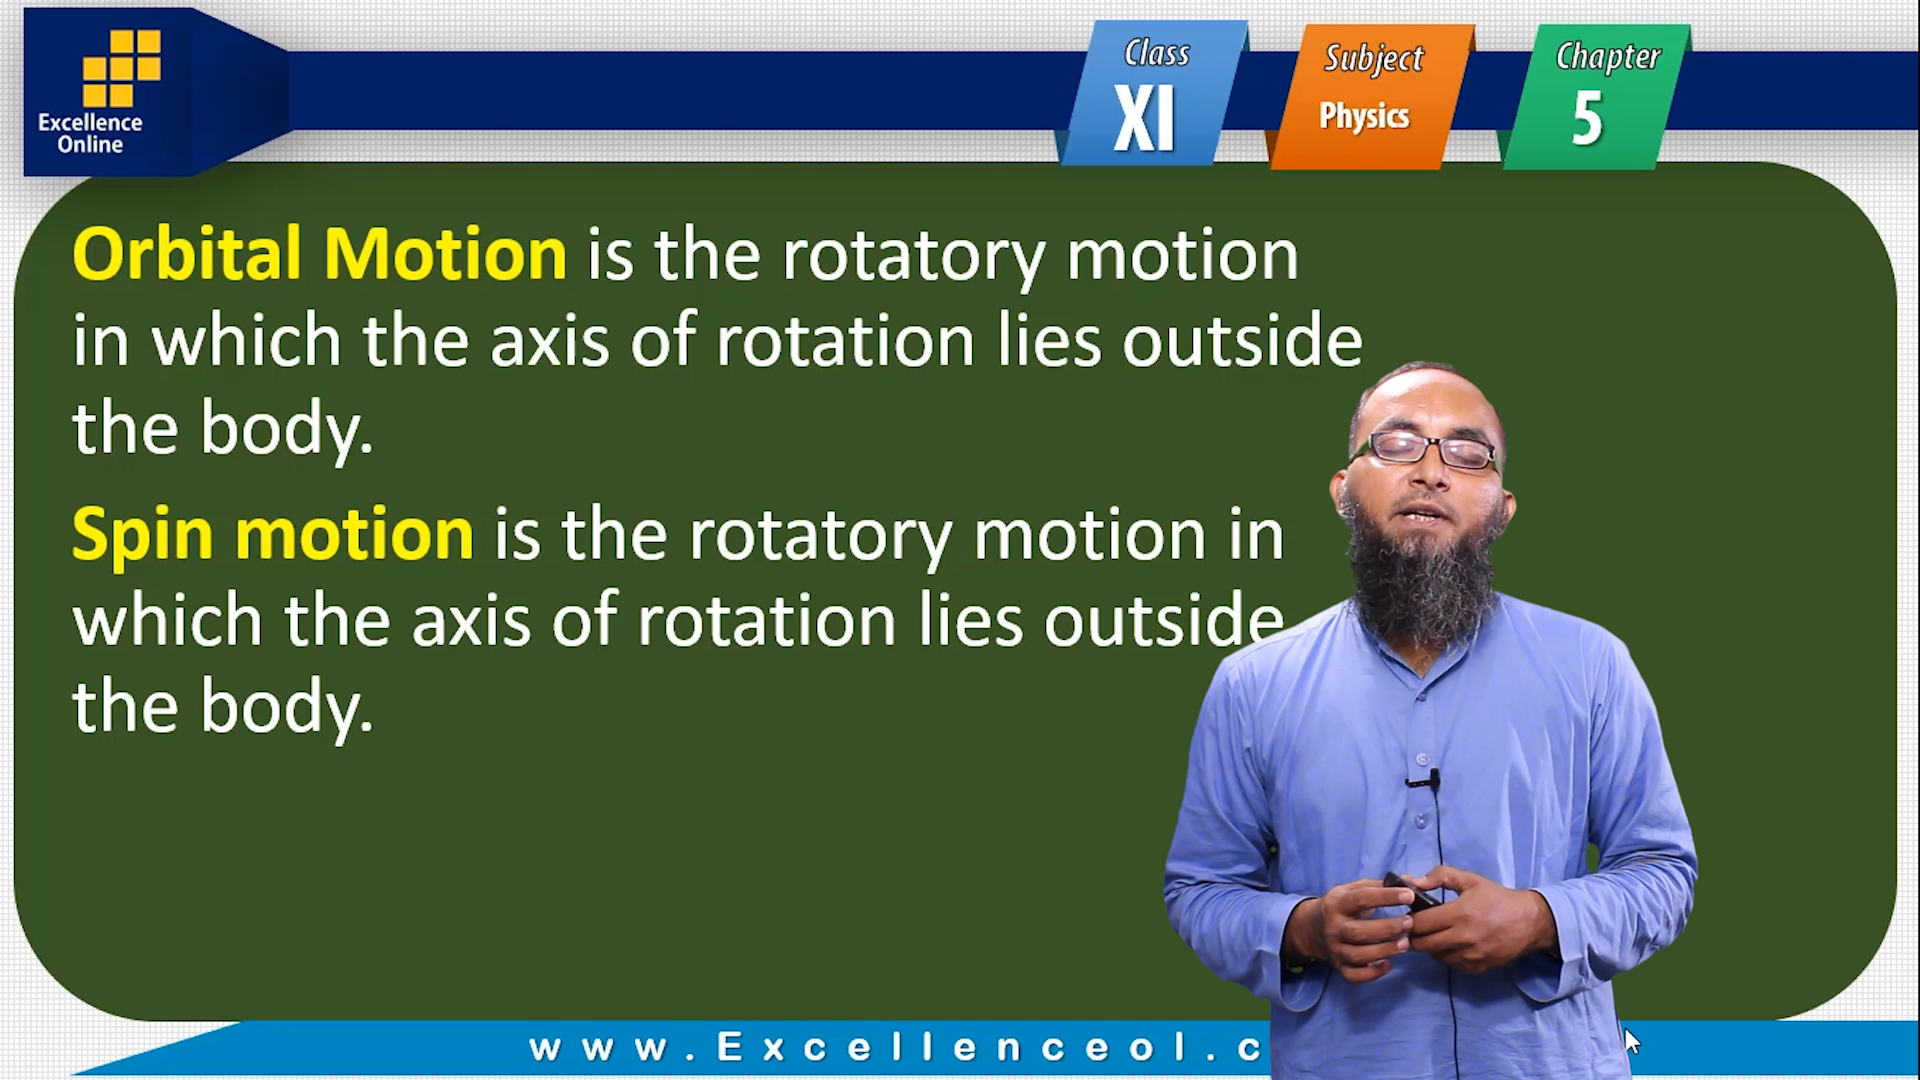 Excellence
Online
Class
XI
Subject
Physics
Chapter
5
Orbital Motion is the rotatory motion
in which the axis of rotation lies outside
the body.
Spin motion is the rotatory motion in
which the axis of rotation lies outside
the body.
www.Excellenceol.c